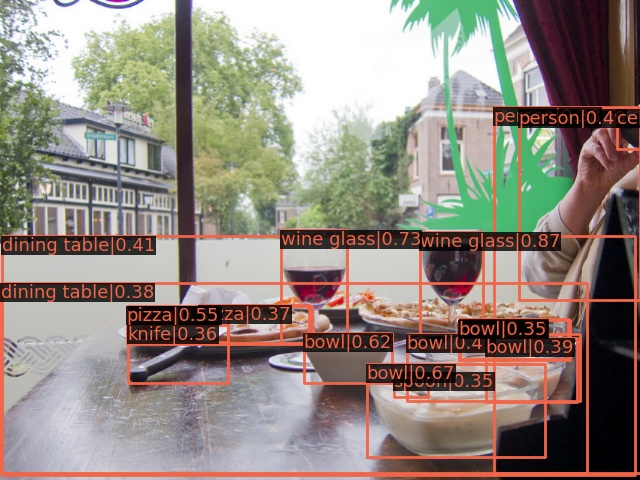 pe person|0.4 ce
wine glass|0.73 wine glass|0.87
dining table|0.41
dining table|0.38
pizza|0.55 za|0.37
knife|0.36
bowl|0.35
bowl|0.62 bowl|0.4 bowl|0.39
bowl|0.67
spoon|0.35